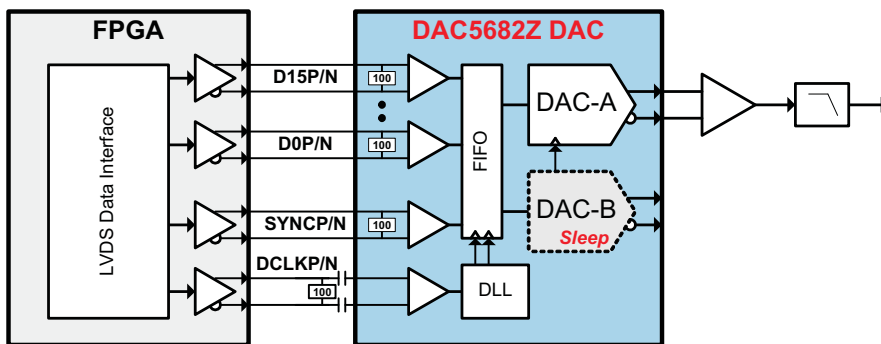 FPGA
DAC5682Z DAC
LVDS Data Interface
D15P/N
100
D0P/N
100
SYNCP/N
100
DCLKP/N
100
FIFO
DLL
DAC-A
DAC-B
Sleep